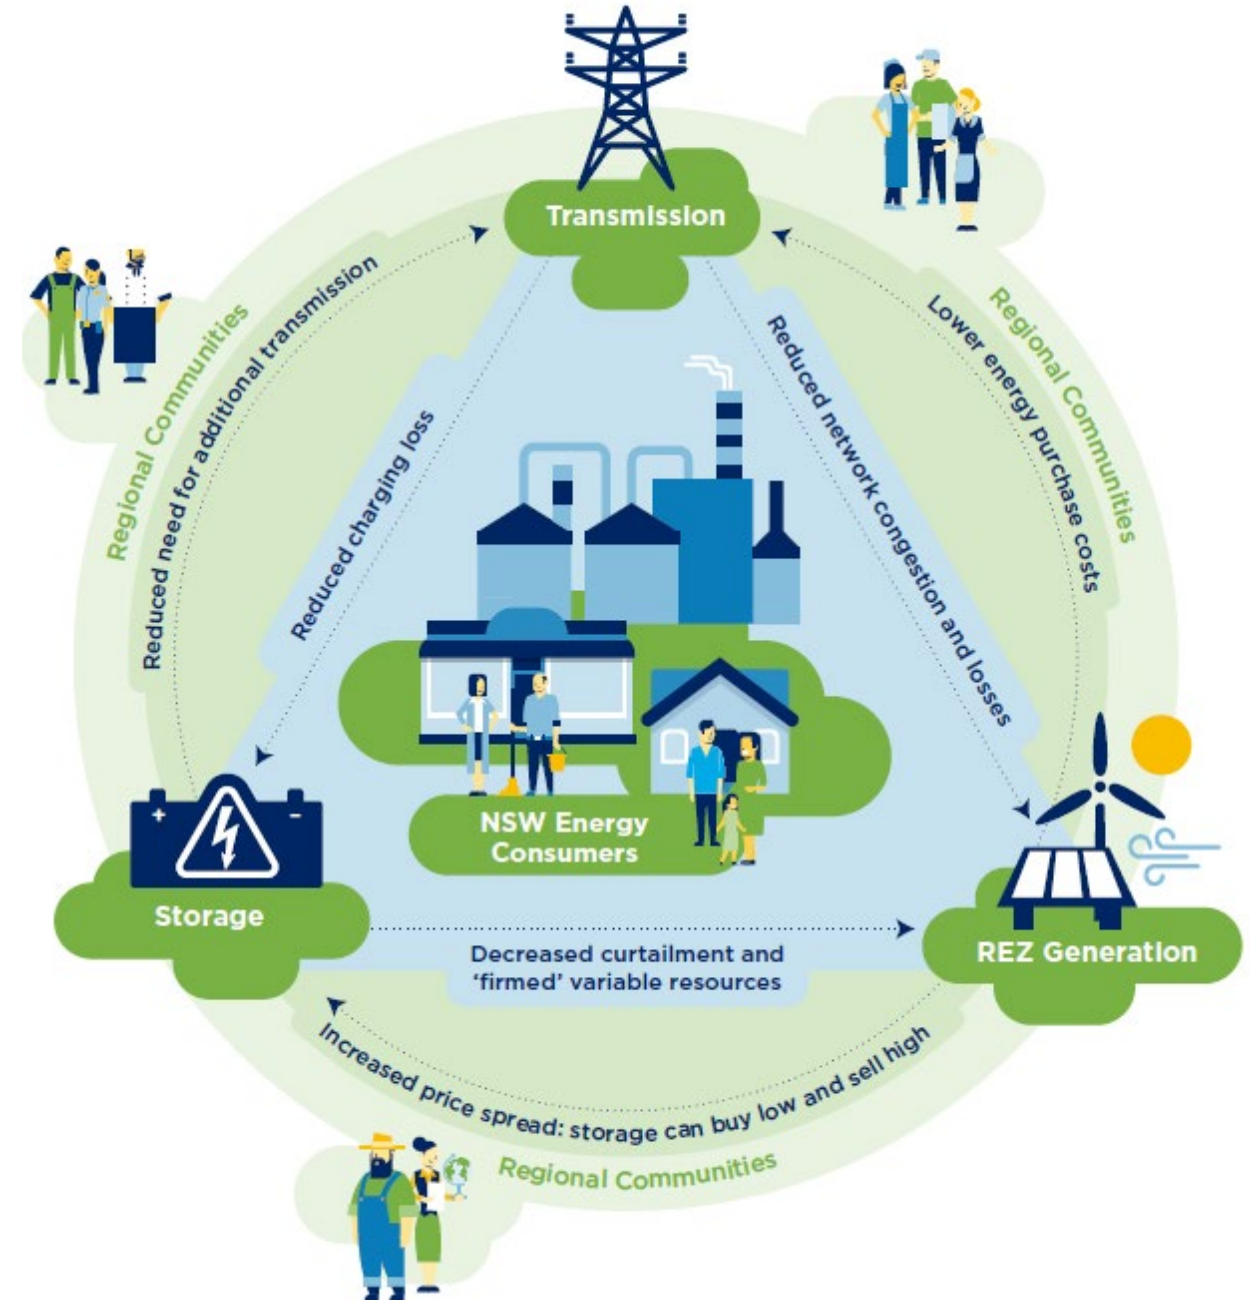 Transmission
Regional Communities
Reduced need for additional transmission
Reduced charging loss
Reduced network congestion and losses
Lower energy purchase costs
Regional Communities
NSW Energy
Consumers
+
–
Storage
REZ Generation
Decreased curtailment and
‘firmed’ variable resources
Increased price spread: storage can buy low and sell high
Regional Communities